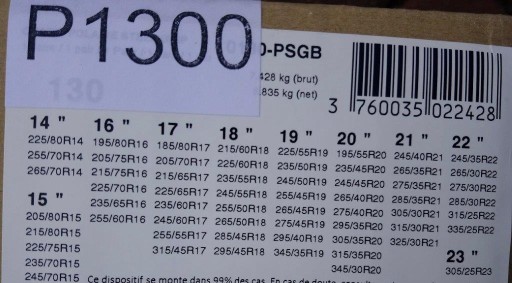 P1300
0-PSGB
.428 kg (brut)
.835 kg (net)
130
3 760035 022428
14 "
225/80R14
255/70R14
265/70R14
15 "
205/80R15
215/80R15
225/75R15
235/70R15
245/70R15
16 "
195/80R16
205/75R16
215/75R16
225/70R16
235/65R16
255/60R16
17 "
185/80R17
205/70R17
215/65R17
235/55R17
235/60R17
245/60R17
255/55R17
315/45R17
18 "
215/60R18
225/60R18
235/55R18
245/55R18
255/50R18
265/50R18
285/45R18
295/45R18
19 "
225/55R19
235/50R19
245/50R19
255/45R19
265/45R19
275/45R19
295/40R19
345/35R19
20 "
195/55R20
235/45R20
245/45R20
265/45R20
275/40R20
295/40R20
305/35R20
315/35R20
345/30R20
21 "
245/40R21
265/35R21
275/35R21
285/35R21
305/30R21
315/30R21
325/30R21
22 "
245/35R22
265/30R22
275/30R22
285/30R22
315/25R22
335/25R22
23 "
305/25R23
Ce dispositif se monte dans 99% des cas. En cas de doute,